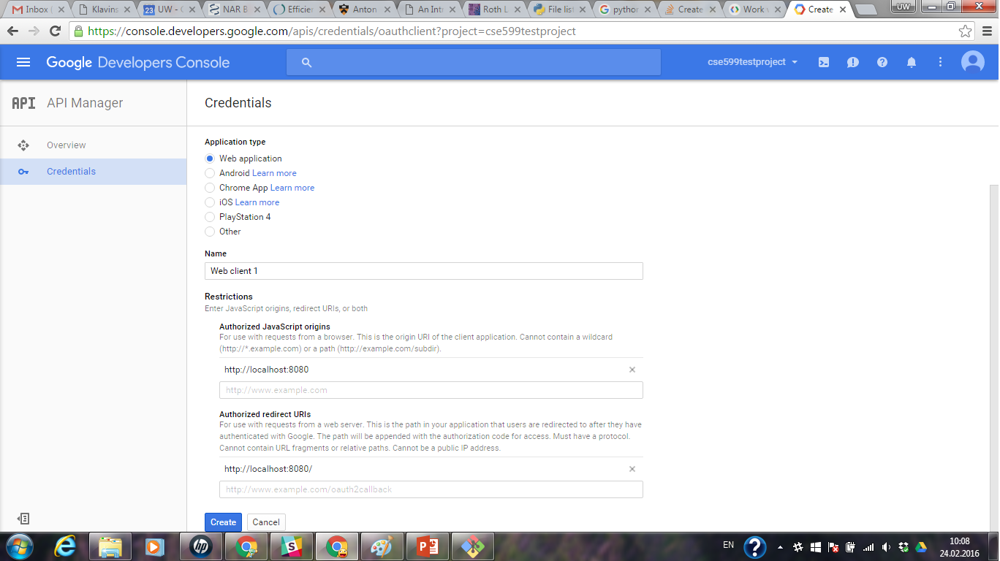 Inbox (
Klavins
23 UW - C
NAR B
Efficier
Anton
An Intr
Roth L
File list
python
Create
Work w
Create
UW
https://console.developers.google.com/apis/credentials/oauthclient?project=cse599testproject
Google Developers Console
cse599testproject
API API Manager
Credentials
Overview
Credentials
Application type
Web application
Android Learn more
Chrome App Learn more
iOS Learn more
PlayStation 4
Other
Name
Web client 1
Restrictions
Enter JavaScript origins, redirect URIs, or both
Authorized JavaScript origins
For use with requests from a browser. This is the origin URI of the client application. Cannot contain a wildcard
(http://*.example.com) or a path (http://example.com/subdir).
http://localhost:8080
http://www.example.com
Authorized redirect URIs
For use with requests from a web server. This is the path in your application that users are redirected to after they have
authenticated with Google. The path will be appended with the authorization code for access. Must have a protocol.
Cannot contain URL fragments or relative paths. Cannot be a public IP address.
http://localhost:8080/
http://www.example.com/oauth2callback
Create Cancel
EN
10:08
24.02.2016